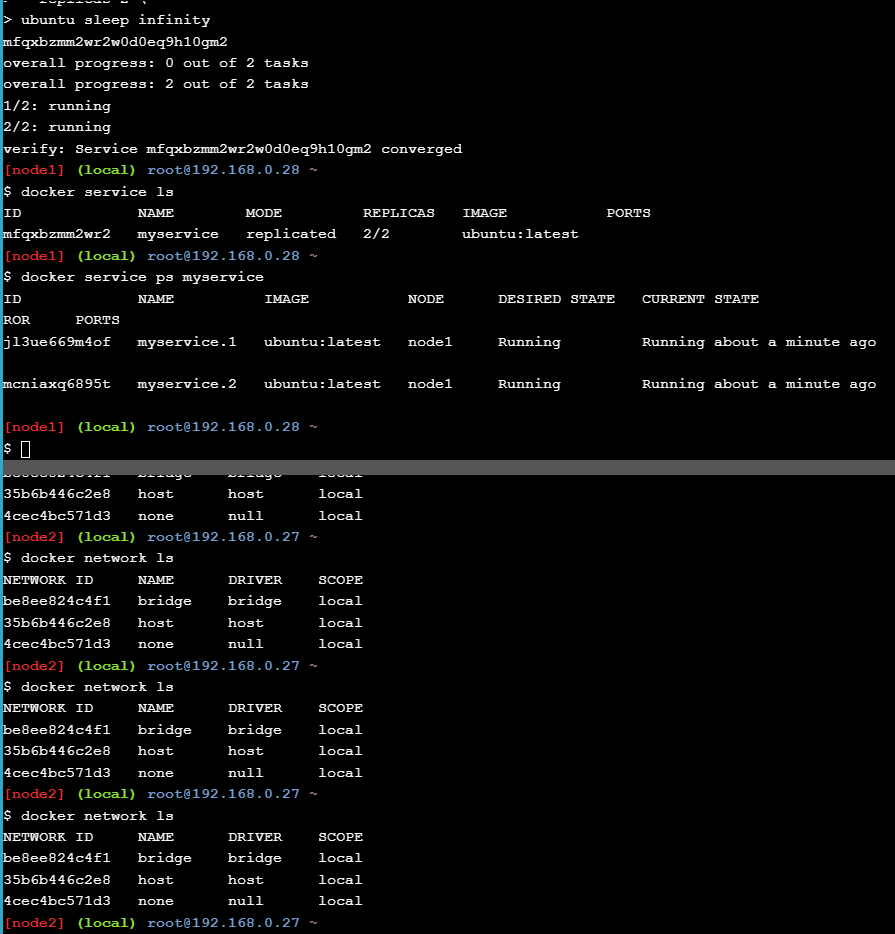 > ubuntu sleep infinity
mfqxbzmm2wr2w0d0eq9h10gm2
overall progress: 0 out of 2 tasks
overall progress: 2 out of 2 tasks
1/2: running
2/2: running
verify: Service mfqxbzmm2wr2w0d0eq9h10gm2 converged
[node1] (local) root@192.168.0.28 ~
$ docker service ls
ID NAME MODE REPLICAS IMAGE PORTS
mfqxbzmm2wr2 myservice replicated 2/2 ubuntu:latest
[node1] (local) root@192.168.0.28 ~
$ docker service ps myservice
ID NAME IMAGE NODE DESIRED STATE CURRENT STATE
ROR PORTS
jl3ue669m4of myservice.1 ubuntu:latest node1 Running Running about a minute ago
mcniaxq6895t myservice.2 ubuntu:latest node1 Running Running about a minute ago
[node1] (local) root@192.168.0.28 ~
$
35b6b446c2e8 host host local
4cec4bc571d3 none null local
[node2] (local) root@192.168.0.27 ~
$ docker network ls
NETWORK ID NAME DRIVER SCOPE
be8ee824c4f1 bridge bridge local
35b6b446c2e8 host host local
4cec4bc571d3 none null local
[node2] (local) root@192.168.0.27 ~
$ docker network ls
NETWORK ID NAME DRIVER SCOPE
be8ee824c4f1 bridge bridge local
35b6b446c2e8 host host local
4cec4bc571d3 none null local
[node2] (local) root@192.168.0.27 ~
$ docker network ls
NETWORK ID NAME DRIVER SCOPE
be8ee824c4f1 bridge bridge local
35b6b446c2e8 host host local
4cec4bc571d3 none null local
[node2] (local) root@192.168.0.27 ~